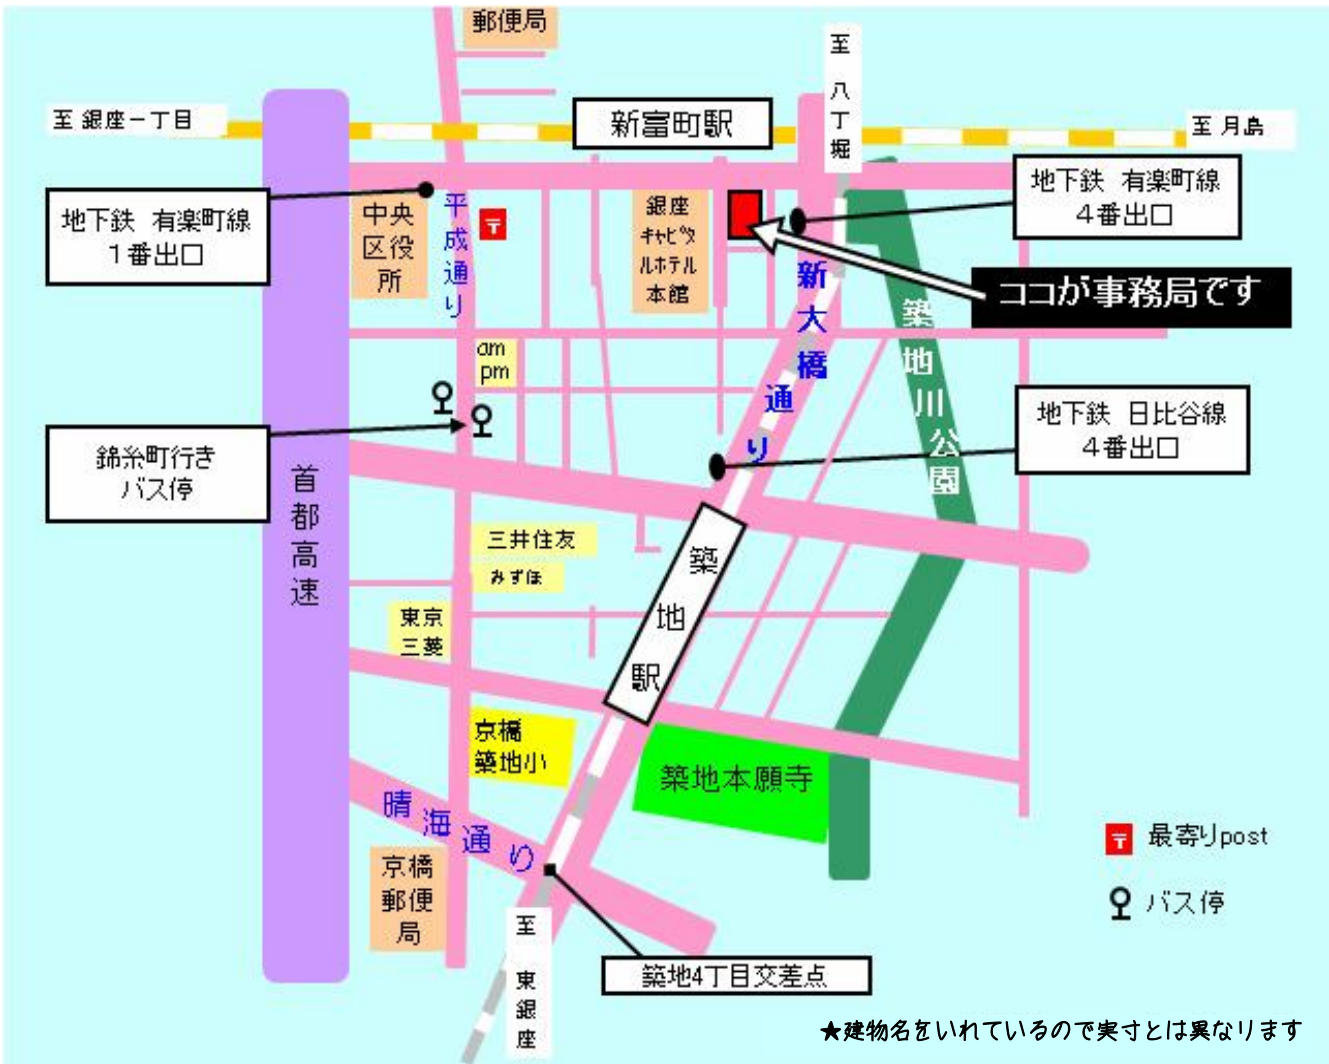 郵便局
至 八丁堀
至 銀座一丁目
新富町駅
至 月島
地下鉄 有楽町線
1番出口
中央
区役
所
平成通り
〒
銀座
キャピタ
ルホテル
本館
地下鉄 有楽町線
4番出口
ココが事務局です
新大橋通り
築地川公園
am
pm
錦糸町行き
バス停
首都高速
地下鉄 日比谷線
4番出口
三井住友
みずほ
東京
三菱
築地駅
京橋
築地小
築地本願寺
晴海通り
京橋
郵便
局
至 東銀座
築地4丁目交差点
〒 最寄りpost
バス停
★建物名をいれているので実寸とは異なります